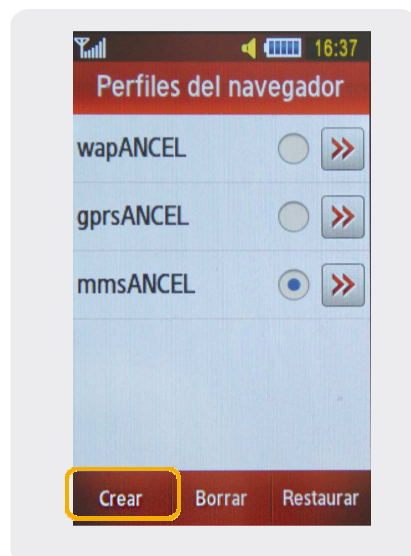 16:37
Perfiles del navegador
wapANCEL
gprsANCEL
mmsANCEL
Crear Borrar Restaurar